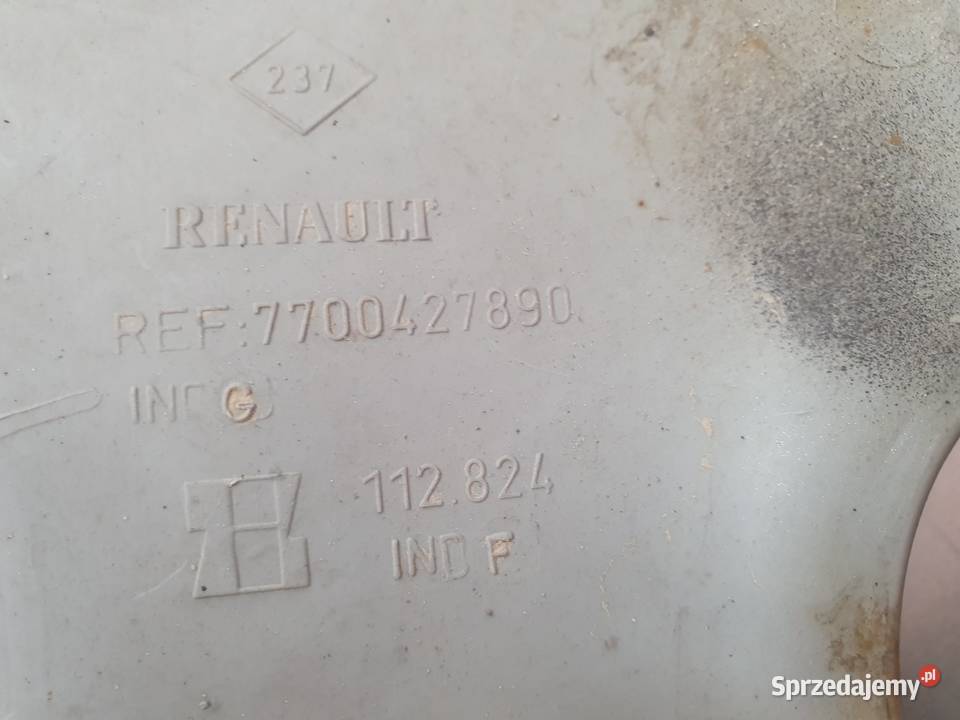 237
RENAULT
REF:7700427890
IND G
112.824
IND F
Sprzedajemy.pl